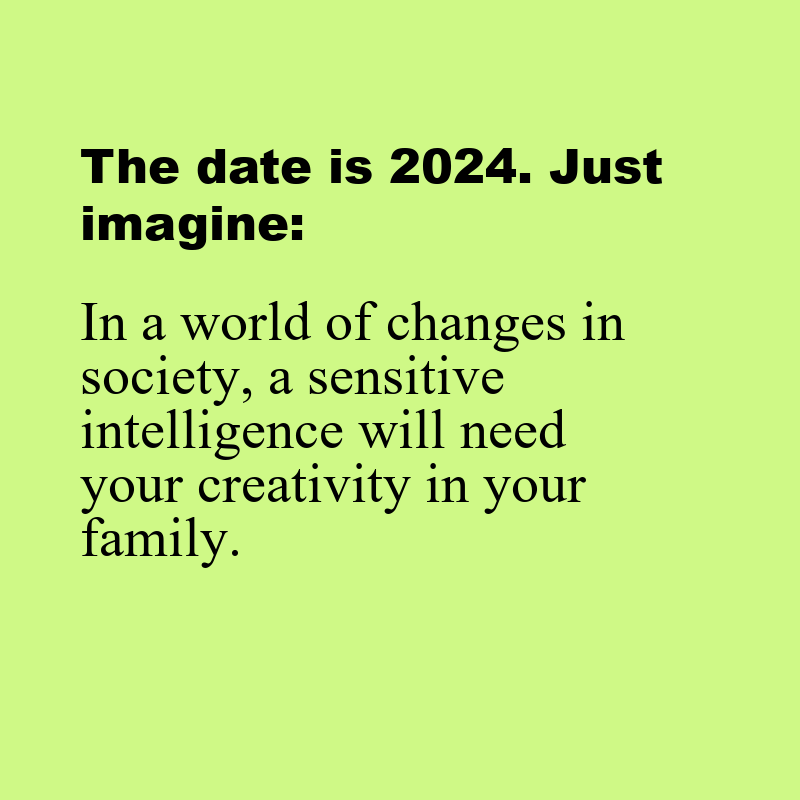 The date is 2024. Just
imagine:
In a world of changes in
society, a sensitive
intelligence will need
your creativity in your
family.